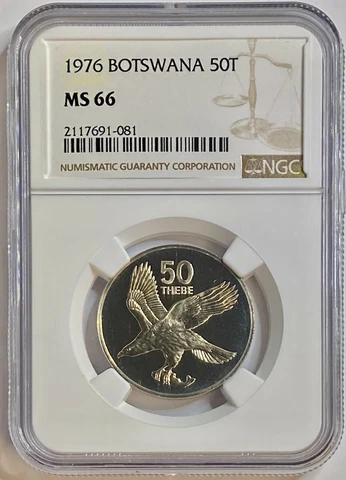 1976 BOTSWANA 50T
MS 66
2117691-081
NUMISMATIC GUARANTY CORPORATION
NGC
50
THEBE